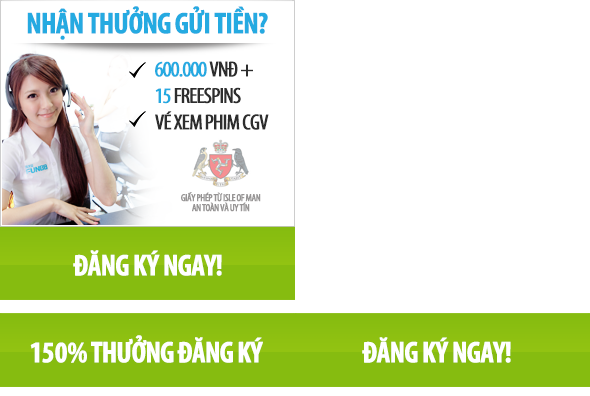 NHẬN THƯỞNG GỬI TIỀN?
600.000 VNĐ +
15 FREESPINS
VÉ XEM PHIM CGV
GIẤY PHÉP TỪ ISLE OF MAN
AN TOÀN VÀ UY TÍN
ĐĂNG KÝ NGAY!
150% THƯỞNG ĐĂNG KÝ
ĐĂNG KÝ NGAY!